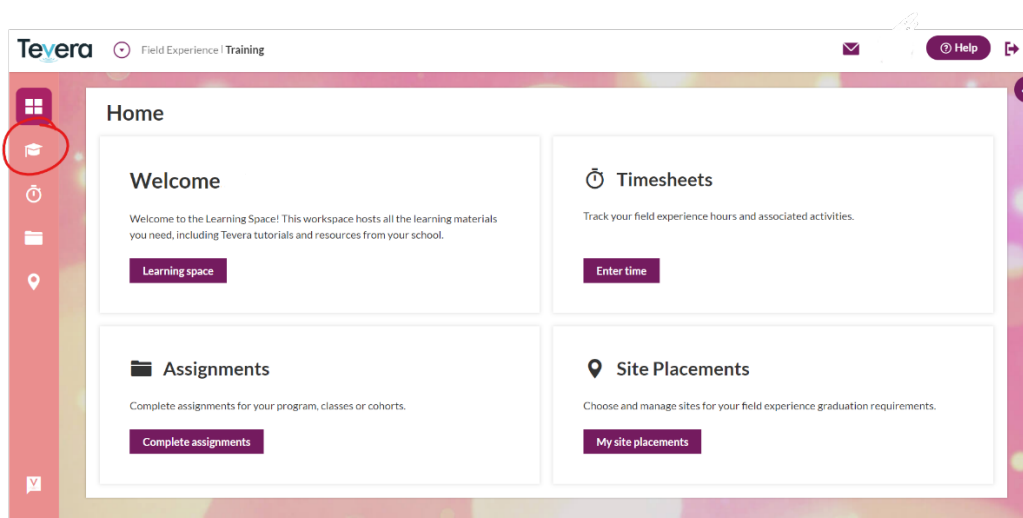 Tevera
Field Experience | Training
Help
Home
Welcome
Welcome to the Learning Space! This workspace hosts all the learning materials
you need, including Tevera tutorials and resources from your school.
Learning space
Timesheets
Track your field experience hours and associated activities.
Enter time
Assignments
Complete assignments for your program, classes or cohorts.
Complete assignments
Site Placements
Choose and manage sites for your field experience graduation requirements.
My site placements
V